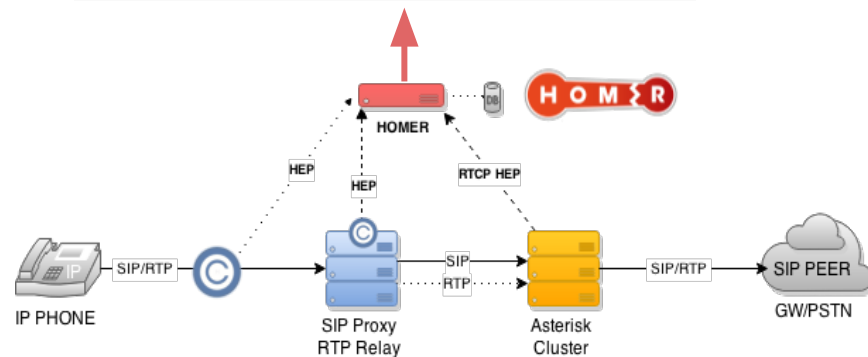 HOMER
DB
HOMER
HEP
HEP
RTCP HEP
IP
SIP/RTP
C
C
SIP
RTP
SIP/RTP
SIP PEER
IP PHONE
SIP Proxy
RTP Relay
Asterisk
Cluster
GW/PSTN